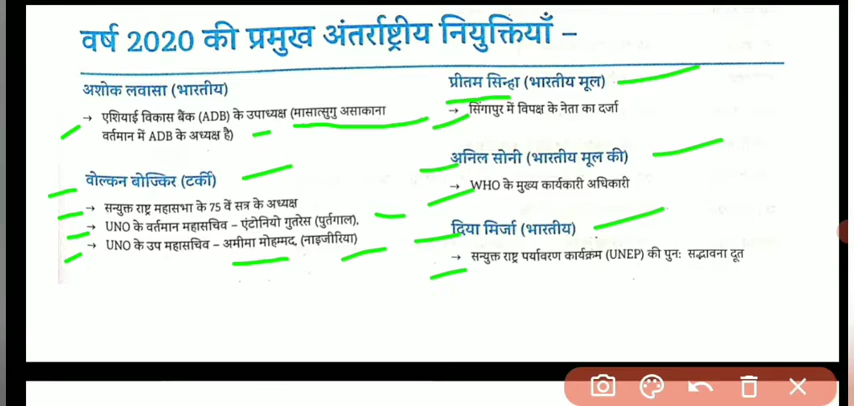 वर्ष 2020 की प्रमुख अंतर्राष्ट्रीय नियुक्तियाँ –
अशोक लवासा (भारतीय)
→ एशियाई विकास बैंक (ADB) के उपाध्यक्ष (मासात्सुगु असाकाना
वर्तमान में ADB के अध्यक्ष है)
वोल्कन बोज्किर (टर्की)
→ सन्युक्त राष्ट्र महासभा के 75 वें सत्र के अध्यक्ष
→ UNO के वर्तमान महासचिव – एंटोनियो गुतरेस (पुर्तगाल),
→ UNO के उप महासचिव – अमीमा मोहम्मद, (नाइजीरिया)
प्रीतम सिन्हा (भारतीय मूल)
→ सिंगापुर में विपक्ष के नेता का दर्जा
अनिल सोनी (भारतीय मूल की)
→ WHO के मुख्य कार्यकारी अधिकारी
दिया मिर्जा (भारतीय)
→ सन्युक्त राष्ट्र पर्यावरण कार्यक्रम (UNEP) की पुनः सद्भावना दूत